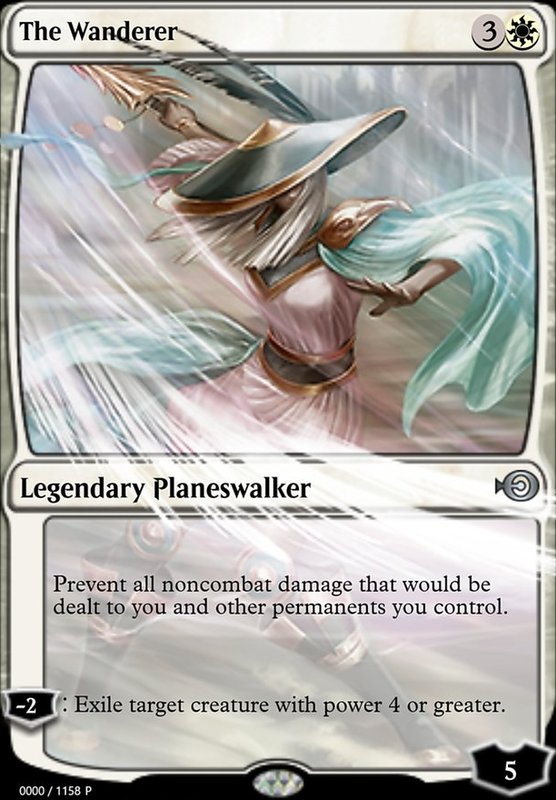 The Wanderer 3
Legendary Planeswalker
Prevent all noncombat damage that would be
dealt to you and other permanents you control.
-2 : Exile target creature with power 4 or greater.
5
0000 / 1158 P